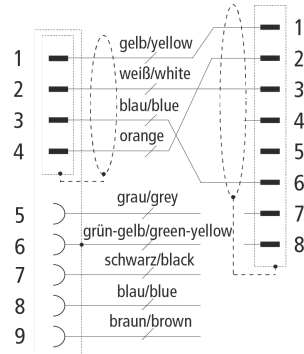 1
gelb/yellow
1
2
weiß/white
2
3
blau/blue
3
4
orange
4
5
6
5
grau/grey
7
6
grün-gelb/green-yellow
8
7
schwarz/black
8
blau/blue
9
braun/brown